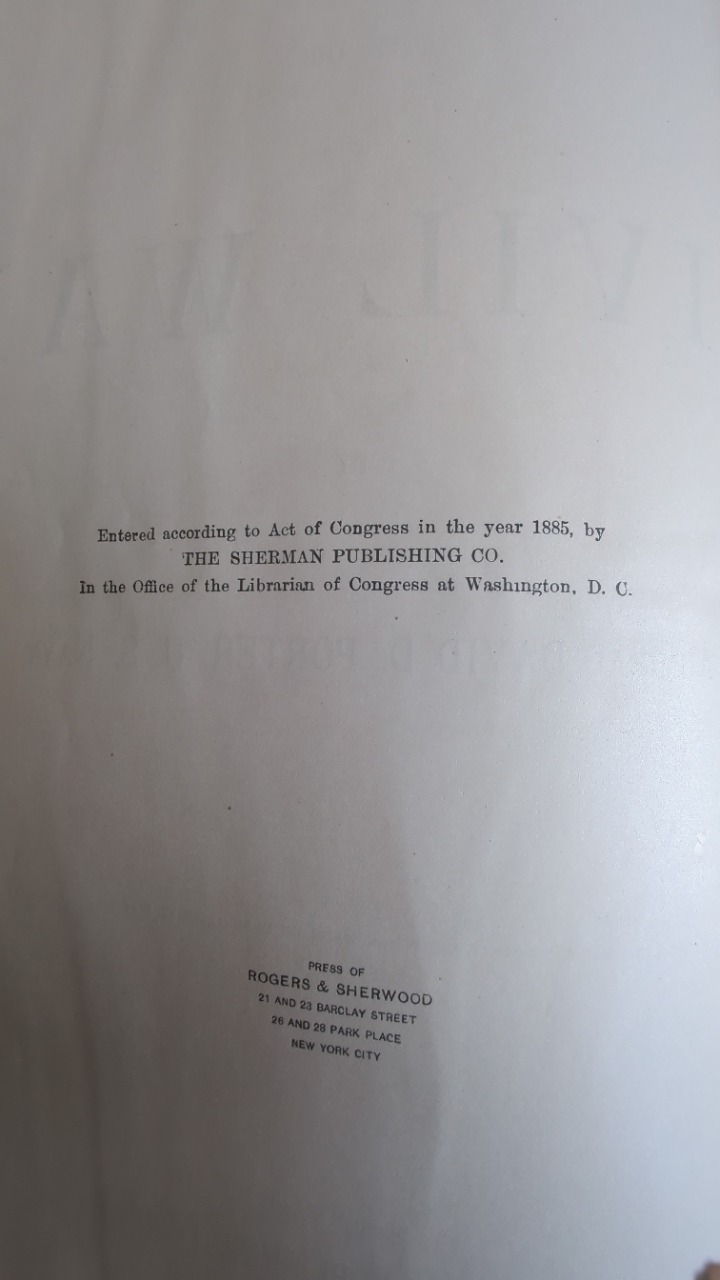 Entered according to Act of Congress in the year 1885, by
THE SHERMAN PUBLISHING CO.
In the Office of the Librarian of Congress at Washington, D. C.
PRESS OF
ROGERS & SHERWOOD
21 AND 23 BARCLAY STREET
26 AND 28 PARK PLACE
NEW YORK CITY